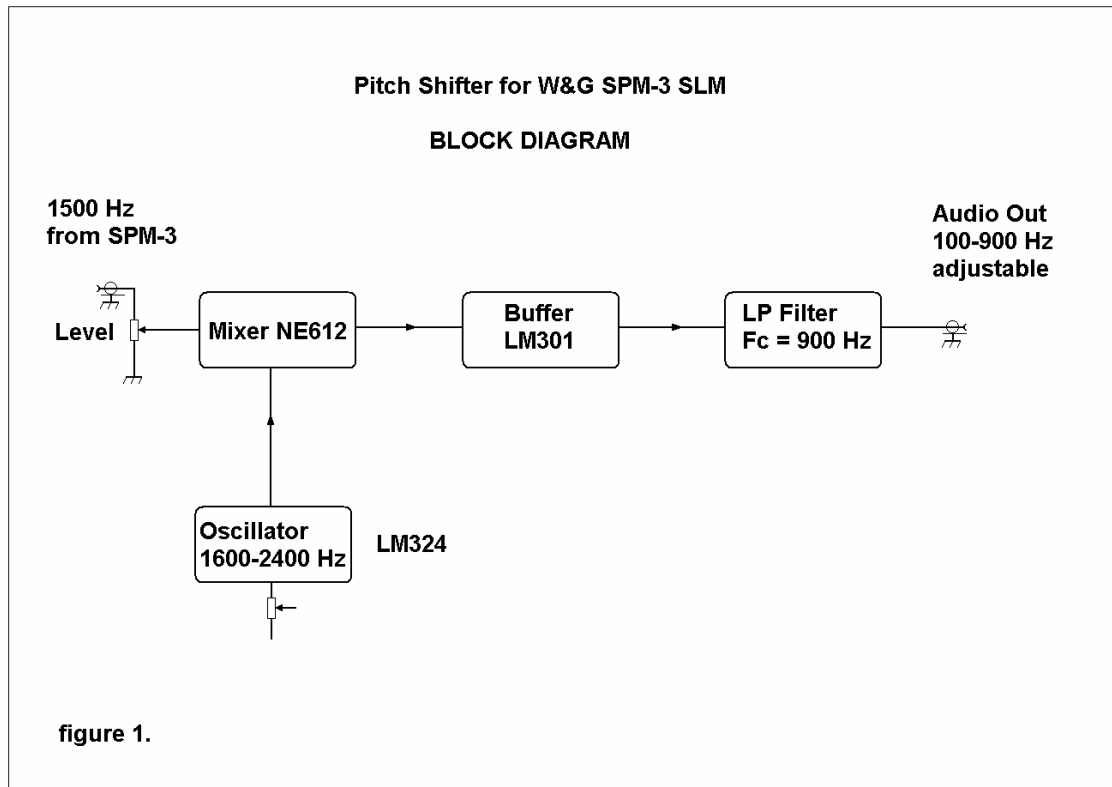 Pitch Shifter for W&G SPM-3 SLM
BLOCK DIAGRAM
1500 Hz
from SPM-3
Audio Out
100-900 Hz
adjustable
Level
Mixer NE612
Buffer
LM301
LP Filter
Fc = 900 Hz
Oscillator
1600-2400 Hz
LM324
figure 1.